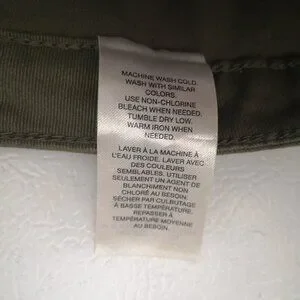 MACHINE WASH COLD.
WASH WITH SIMILAR
COLORS.
USE NON-CHLORINE
BLEACH WHEN NEEDED.
TUMBLE DRY LOW.
WARM IRON WHEN
NEEDED.
LAVER À LA MACHINE À
L'EAU FROIDE. LAVER AVEC
DES COULEURS
SEMBLABLES. UTILISER
SEULEMENT UN AGENT DE
BLANCHIMENT NON
CHLORÉ AU BESOIN.
SÉCHER PAR CULBUTAGE
À BASSE TEMPÉRATURE.
REPASSER À
TEMPÉRATURE MOYENNE
AU BESOIN.